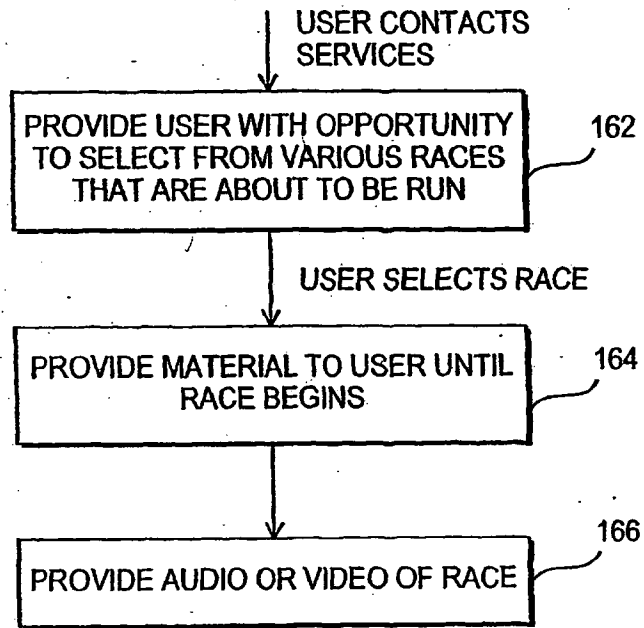 USER CONTACTS
SERVICES
PROVIDE USER WITH OPPORTUNITY
TO SELECT FROM VARIOUS RACES
THAT ARE ABOUT TO BE RUN
162
USER SELECTS RACE
PROVIDE MATERIAL TO USER UNTIL
RACE BEGINS
164
PROVIDE AUDIO OR VIDEO OF RACE
166